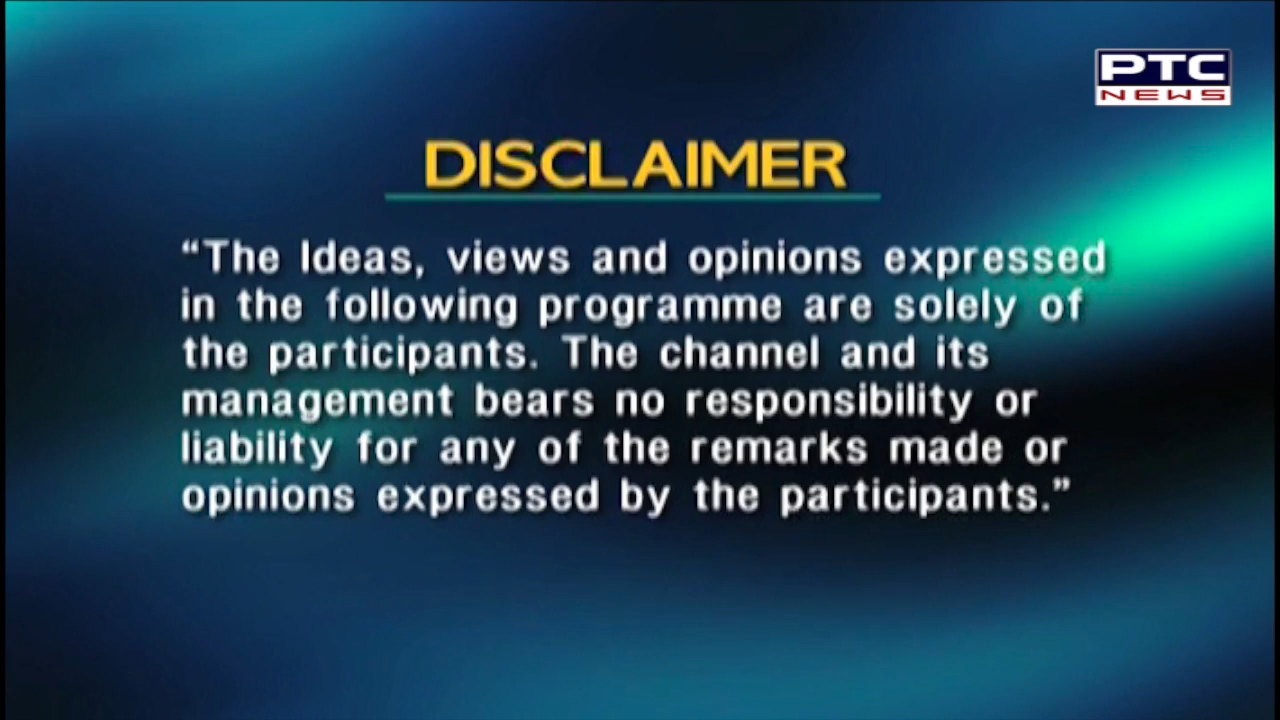 PTC
NEWS
DISCLAIMER
“The Ideas, views and opinions expressed
in the following programme are solely of
the participants. The channel and its
management bears no responsibility or
liability for any of the remarks made or
opinions expressed by the participants.”